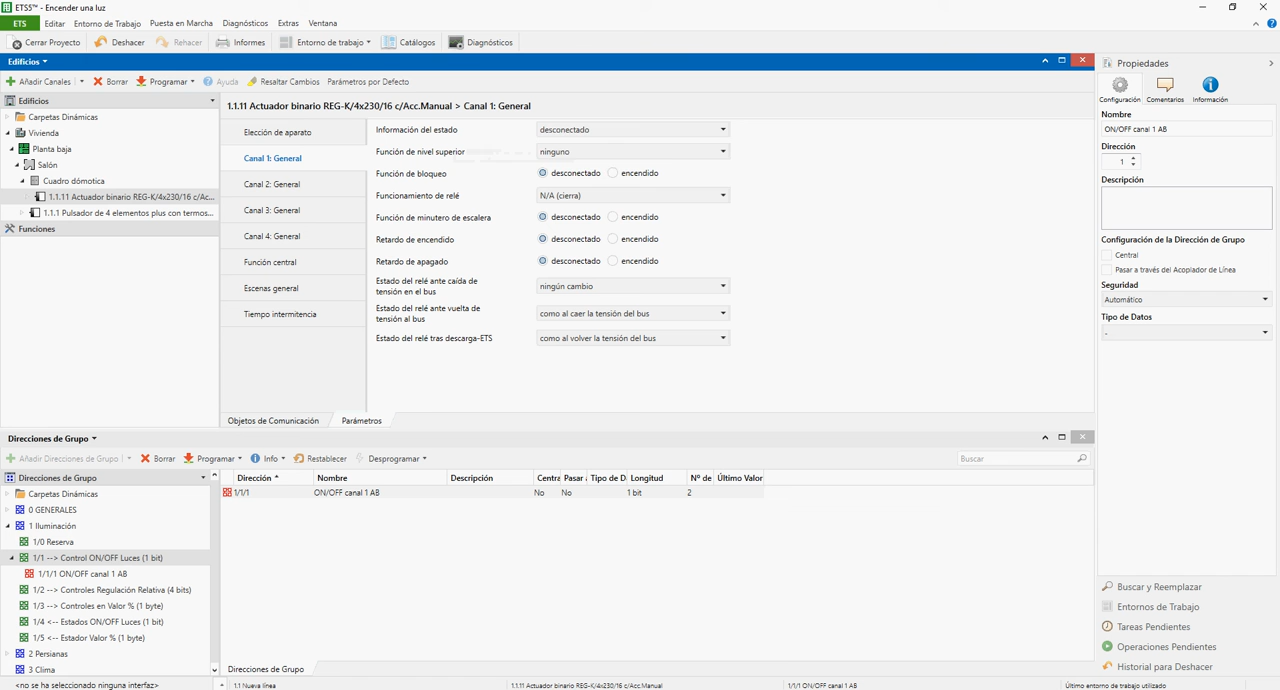 ETS5™ - Encender una luz
ETS Editar Entorno de Trabajo Puesta en Marcha Diagnósticos Extras Ventana
Cerrar Proyecto Deshacer Rehacer Informes Entorno de trabajo Catálogos Diagnósticos
Edificios
Añadir Canales Borrar Programar Ayuda Resaltar Cambios Parámetros por Defecto
Edificios
Carpetas Dinámicas
Vivienda
Planta baja
Salón
Cuadro domótica
1.1.11 Actuador binario REG-K/4x230/16 c/Acc...
1.1.1 Pulsador de 4 elementos plus con termos...
Funciones
1.1.11 Actuador binario REG-K/4x230/16 c/Acc.Manual > Canal 1: General
Elección de aparato
Canal 1: General
Canal 2: General
Canal 3: General
Canal 4: General
Función central
Escenas general
Tiempo intermitencia
Información del estado desconectado
Función de nivel superior ninguno
Función de bloqueo desconectado encendido
Funcionamiento de relé N/A (cierra)
Función de minutero de escalera desconectado encendido
Retardo de encendido desconectado encendido
Retardo de apagado desconectado encendido
Estado del relé ante caída de
tensión en el bus ningún cambio
Estado del relé ante vuelta de
tensión al bus como al caer la tensión del bus
Estado del relé tras descarga-ETS como al volver la tensión del bus
Objetos de Comunicación Parámetros
Direcciones de Grupo
Añadir Direcciones de Grupo Borrar Programar Info Restablecer Desprogramar Buscar
Direcciones de Grupo
Carpetas Dinámicas
0 GENERALES
1 Iluminación
1/0 Reserva
1/1 --> Control ON/OFF Luces (1 bit)
1/1/1 ON/OFF canal 1 AB
1/2 --> Controles Regulación Relativa (4 bits)
1/3 --> Controles en Valor % (1 byte)
1/4 <-- Estados ON/OFF Luces (1 bit)
1/5 <-- Estador Valor % (1 byte)
2 Persianas
3 Clima
Dirección Nombre Descripción Centra Pasar a Tipo de D Longitud Nº de Último Valor
1/1/1 ON/OFF canal 1 AB No No 1 bit 2
Direcciones de Grupo
Propiedades
Configuración Comentarios Información
Nombre
ON/OFF canal 1 AB
Dirección
1
Descripción
Configuración de la Dirección de Grupo
Central
Pasar a través del Acoplador de Línea
Seguridad
Automático
Tipo de Datos
-
Buscar y Reemplazar
Entornos de Trabajo
Tareas Pendientes
Operaciones Pendientes
Historial para Deshacer
<no se ha seleccionado ninguna interfaz> 1.1 Nueva línea 1.1.11 Actuador binario REG-K/4x230/16 c/Acc.Manual 1/1/1 ON/OFF canal 1 AB Último entorno de trabajo utilizado